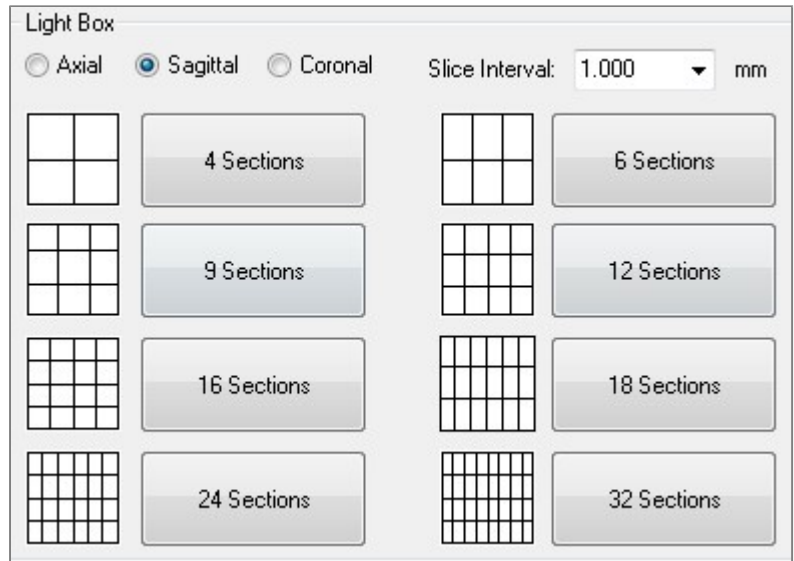 Light Box
Axial Sagittal Coronal Slice Interval: 1.000 mm
4 Sections 6 Sections
9 Sections 12 Sections
16 Sections 18 Sections
24 Sections 32 Sections